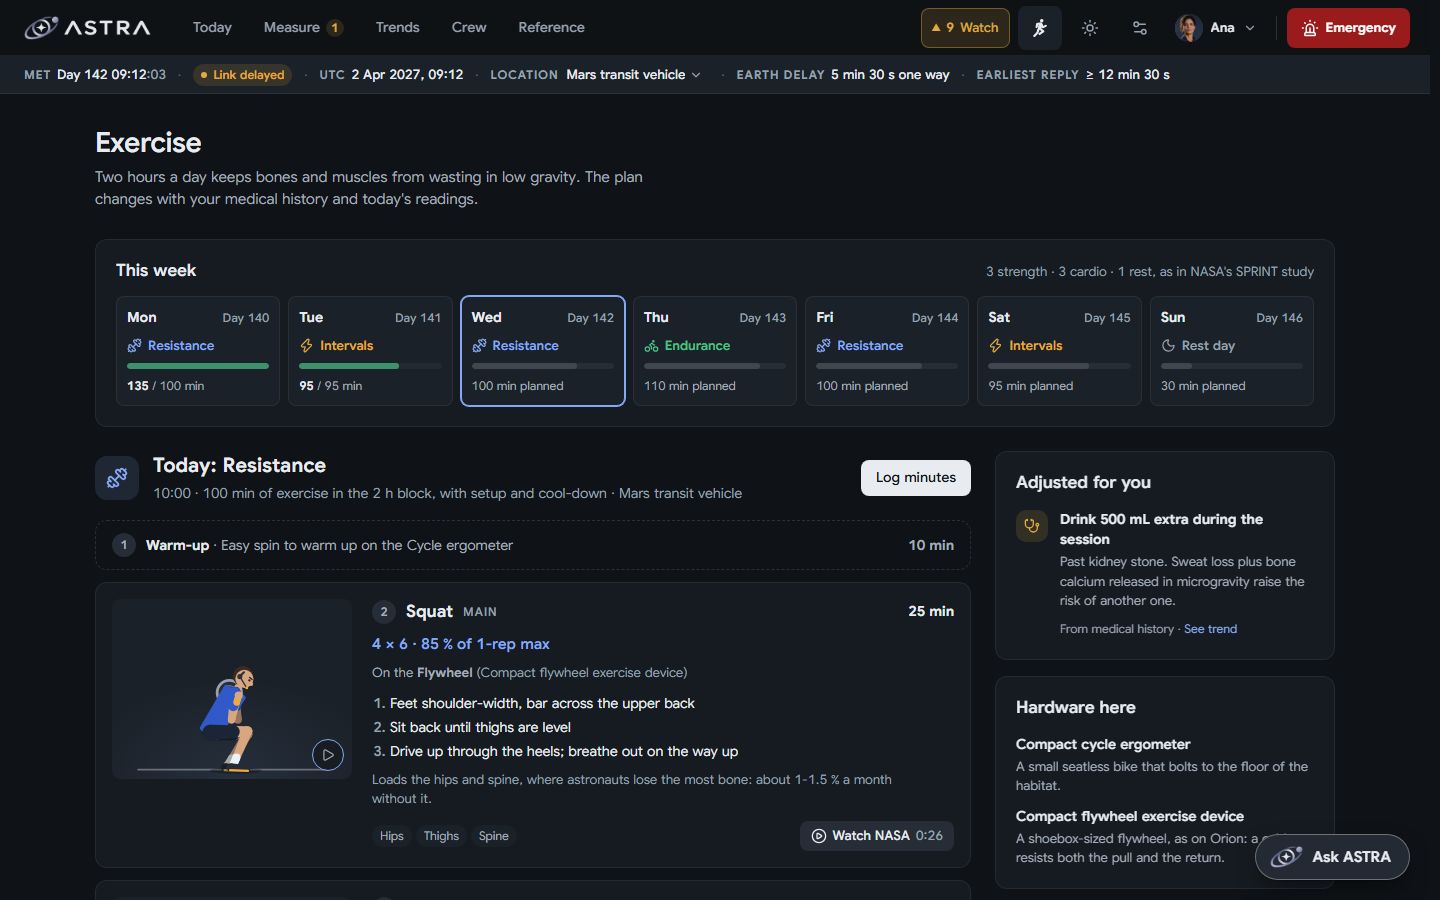 ASTRA
Today
Measure 1
Trends
Crew
Reference
9 Watch
Ana
Emergency
MET Day 142 09:12:03 · Link delayed · UTC 2 Apr 2027, 09:12 · LOCATION Mars transit vehicle · EARTH DELAY 5 min 30 s one way · EARLIEST REPLY ≥ 12 min 30 s
Exercise
Two hours a day keeps bones and muscles from wasting in low gravity. The plan
changes with your medical history and today's readings.
This week
3 strength · 3 cardio · 1 rest, as in NASA's SPRINT study
Mon Day 140
Resistance
135 / 100 min
Tue Day 141
Intervals
95 / 95 min
Wed Day 142
Resistance
100 min planned
Thu Day 143
Endurance
110 min planned
Fri Day 144
Resistance
100 min planned
Sat Day 145
Intervals
95 min planned
Sun Day 146
Rest day
30 min planned
Today: Resistance
10:00 · 100 min of exercise in the 2 h block, with setup and cool-down · Mars transit vehicle
Log minutes
1 Warm-up · Easy spin to warm up on the Cycle ergometer 10 min
2 Squat MAIN 25 min
4 × 6 · 85 % of 1-rep max
On the Flywheel (Compact flywheel exercise device)
1. Feet shoulder-width, bar across the upper back
2. Sit back until thighs are level
3. Drive up through the heels; breathe out on the way up
Loads the hips and spine, where astronauts lose the most bone: about 1-1.5 % a month
without it.
Hips Thighs Spine
Watch NASA 0:26
Adjusted for you
Drink 500 mL extra during the
session
Past kidney stone. Sweat loss plus bone
calcium released in microgravity raise the
risk of another one.
From medical history · See trend
Hardware here
Compact cycle ergometer
A small seatless bike that bolts to the floor of the
habitat.
Compact flywheel exercise device
A shoebox-sized flywheel, as on Orion: a
resists both the pull and the return.
Ask ASTRA